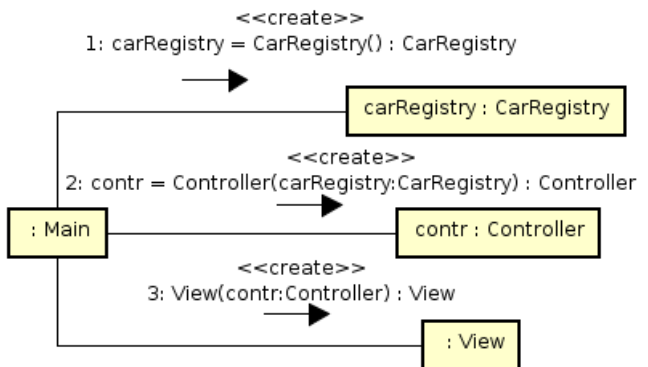 <<create>>
1: carRegistry = CarRegistry() : CarRegistry
carRegistry : CarRegistry
<<create>>
2: contr = Controller(carRegistry:CarRegistry) : Controller
: Main
contr : Controller
<<create>>
3: View(contr:Controller) : View
: View